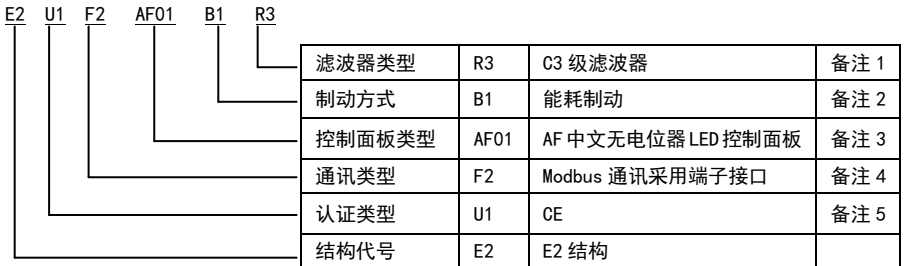 E2 U1 F2 AF01 B1 R3
滤波器类型 R3 C3 级滤波器 备注 1
制动方式 B1 能耗制动 备注 2
控制面板类型 AF01 AF 中文无电位器 LED 控制面板 备注 3
通讯类型 F2 Modbus 通讯采用端子接口 备注 4
认证类型 U1 CE 备注 5
结构代号 E2 E2 结构